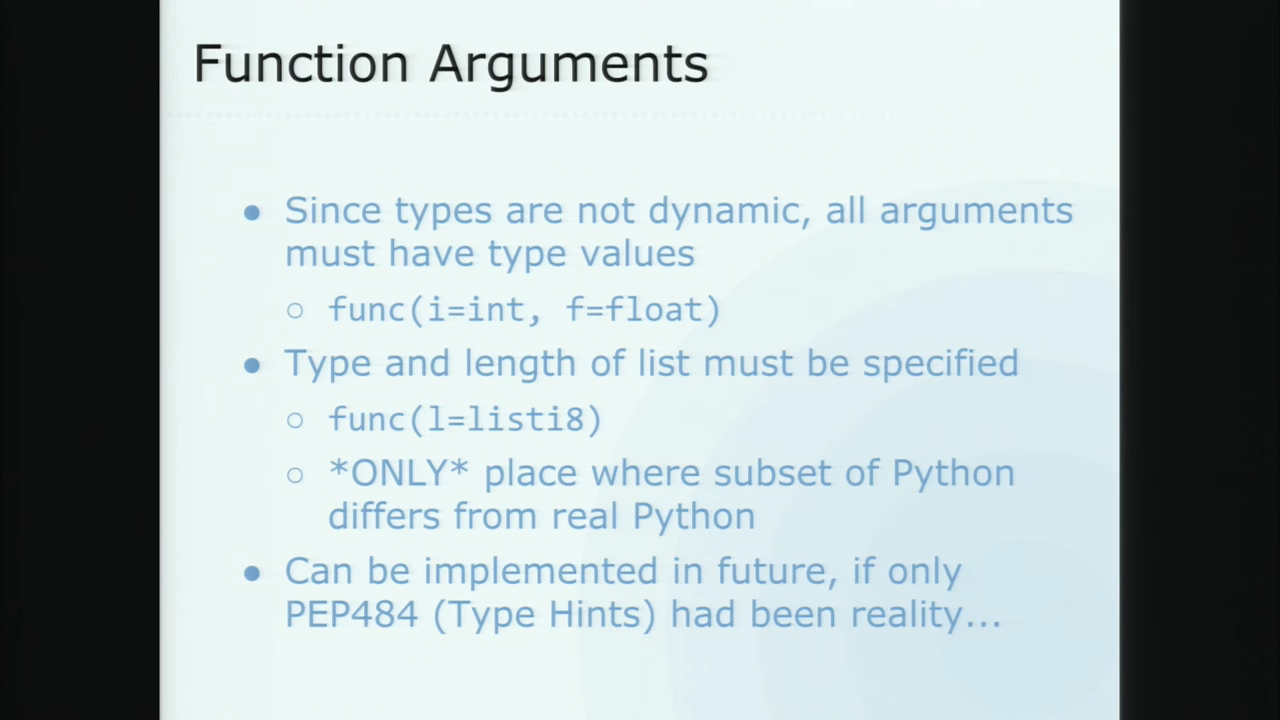 Function Arguments
● Since types are not dynamic, all arguments
must have type values
○ func(i=int, f=float)
● Type and length of list must be specified
○ func(l=listi8)
○ *ONLY* place where subset of Python
differs from real Python
● Can be implemented in future, if only
PEP484 (Type Hints) had been reality...